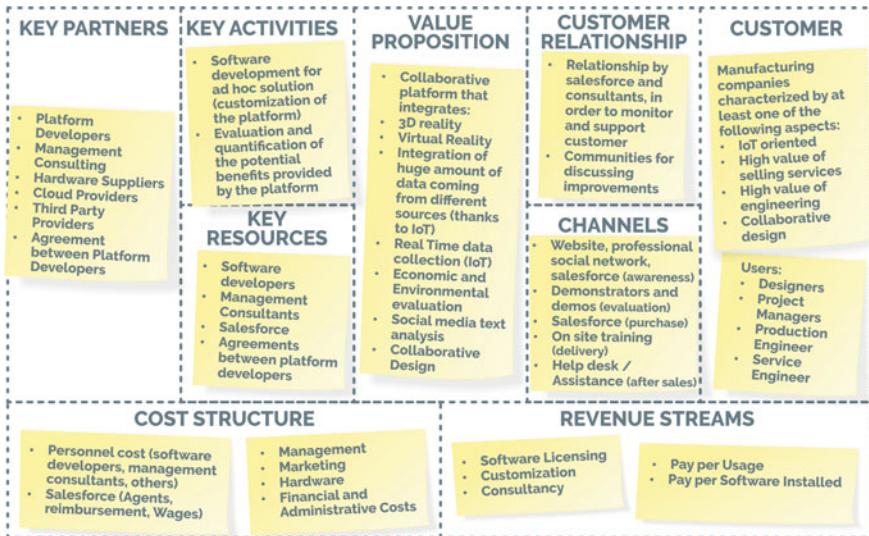 KEY PARTNERS
• Platform
Developers
• Management
Consulting
• Hardware Suppliers
• Cloud Providers
• Third Party
Providers
• Agreement
between Platform
Developers
KEY ACTIVITIES
• Software
development for
ad hoc solution
(customization of
the platform)
• Evaluation and
quantification of
the potential
benefits provided
by the platform
KEY
RESOURCES
• Software
developers
• Management
Consultants
• Salesforce
• Agreements
between platform
developers
VALUE
PROPOSITION
• Collaborative
platform that
integrates:
• 3D reality
• Virtual Reality
• Integration of
huge amount of
data coming
from different
sources (thanks
to IoT)
• Real Time data
collection (IoT)
• Economic and
Environmental
evaluation
• Social media text
analysis
• Collaborative
Design
CUSTOMER
RELATIONSHIP
• Relationship by
salesforce and
consultants, in
order to monitor
and support
customer
• Communities for
discussing
improvements
CHANNELS
• Website, professional
social network,
salesforce (awareness)
• Demonstrators and
demos (evaluation)
• Salesforce (purchase)
• On site training
(delivery)
• Help desk /
Assistance (after sales)
CUSTOMER
Manufacturing
companies
characterized by at
least one of the
following aspects:
• IoT oriented
• High value of
selling services
• High value of
engineering
• Collaborative
design
Users:
• Designers
• Project
Managers
• Production
Engineer
• Service
Engineer
COST STRUCTURE
• Personnel cost (software
developers, management
consultants, others)
• Salesforce (Agents,
reimbursement, Wages)
• Management
• Marketing
• Hardware
• Financial and
Administrative Costs
REVENUE STREAMS
• Software Licensing
• Customization
• Consultancy
• Pay per Usage
• Pay per Software Installed